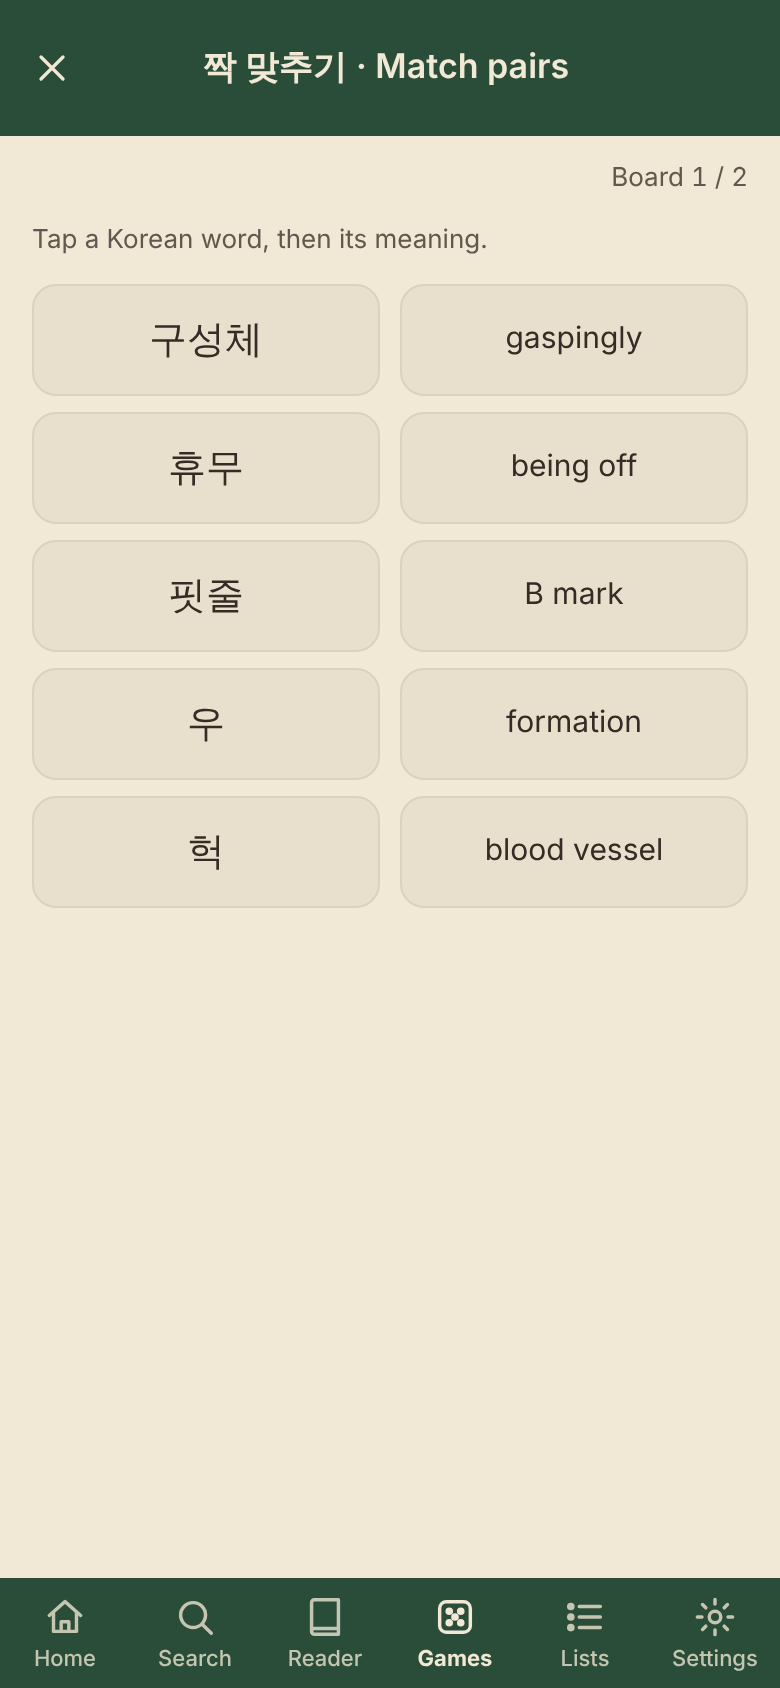 짝 맞추기 · Match pairs
Board 1 / 2
Tap a Korean word, then its meaning.
구성체
gaspingly
휴무
being off
핏줄
B mark
우
formation
헉
blood vessel
Home
Search
Reader
Games
Lists
Settings